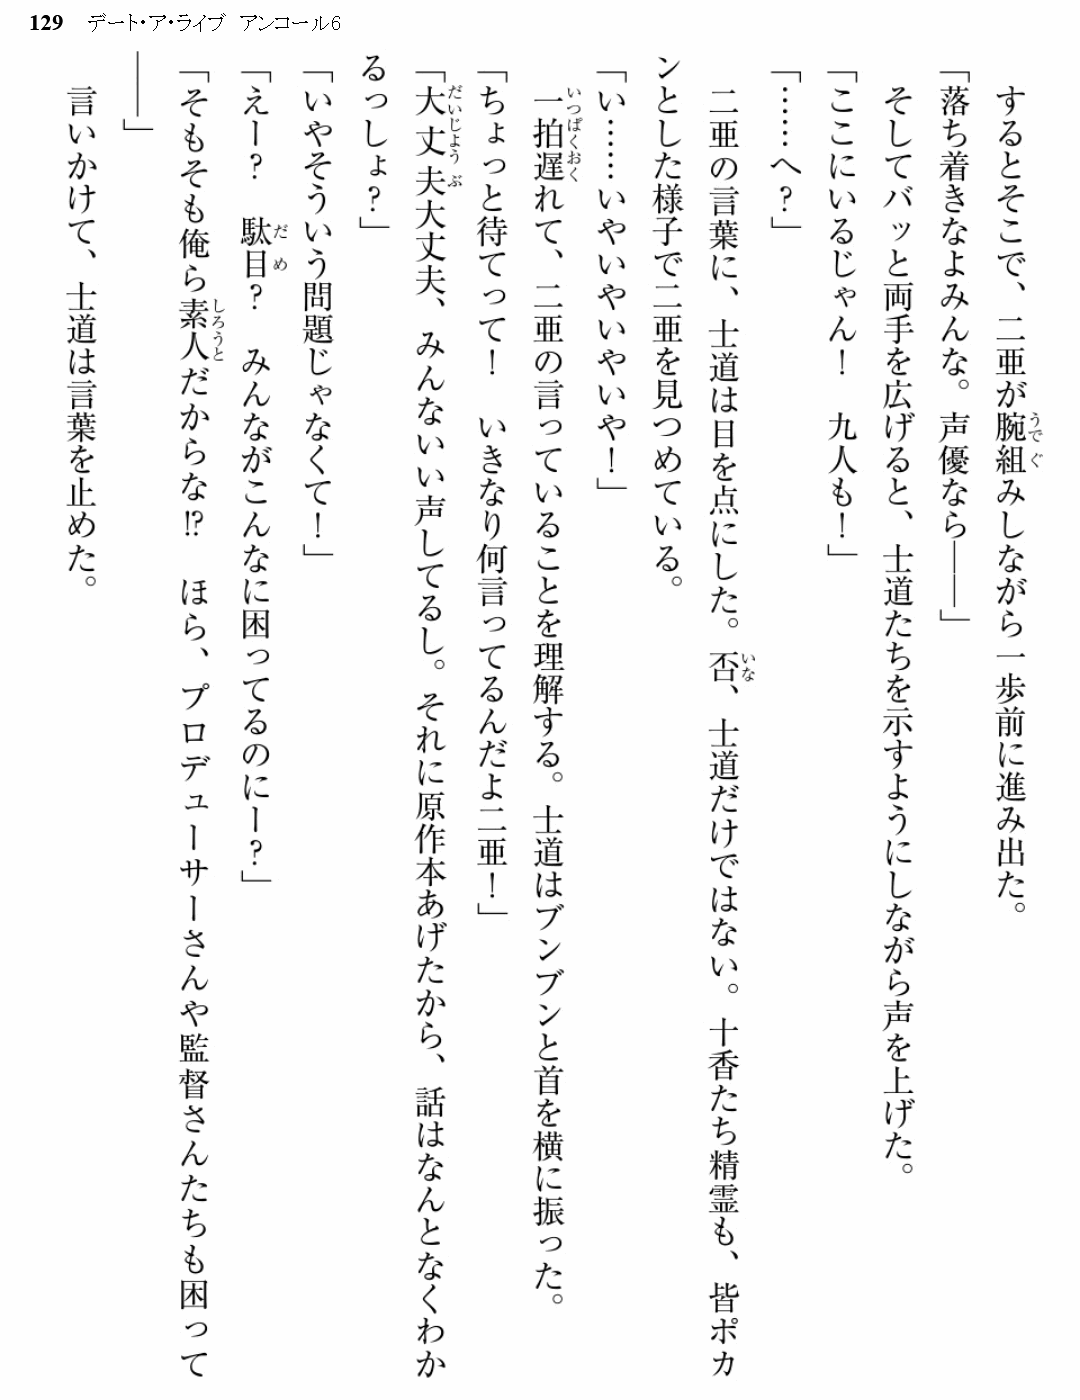 129 デート・ア・ライブ アンコール6
するとそこで、二亜が腕組みしながら一歩前に進み出た。
「落ち着きなよみんな。声優なら――」
そしてバッと両手を広げると、士道たちを示すようにしながら声を上げた。
「ここにいるじゃん！　九人も！」
「……へ？」
二亜の言葉に、士道は目を点にした。否、士道だけではない。十香たち精霊も、皆ポカ
ンとした様子で二亜を見つめている。
「い……いやいやいやいや！」
一拍遅れて、二亜の言っていることを理解する。士道はブンブンと首を横に振った。
「ちょっと待てって！　いきなり何言ってるんだよ二亜！」
「大丈夫大丈夫、みんないい声してるし。それに原作本あげたから、話はなんとなくわか
るっしょ？」
「いやそういう問題じゃなくて！」
「えー？　駄目？　みんながこんなに困ってるのにー？」
「そもそも俺ら素人だからな⁉　ほら、プロデューサーさんや監督さんたちも困って
――」
言いかけて、士道は言葉を止めた。